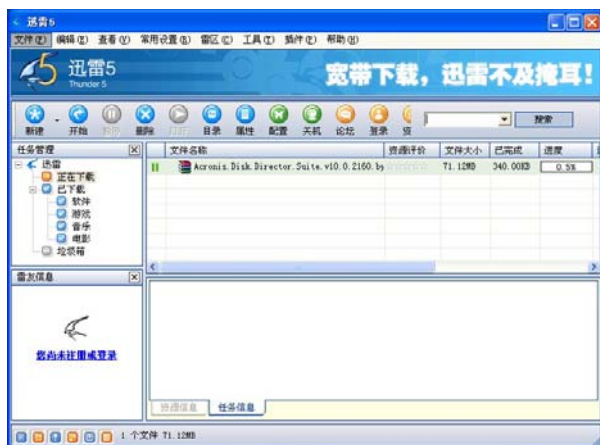 迅雷5
文件(F) 编辑(E) 查看(V) 常用设置(B) 雷区(C) 工具(T) 插件(P) 帮助(H)
5 迅雷5
Thunder 5
宽带下载，迅雷不及掩耳！
新建 开始 暂停 删除 打开 目录 属性 配置 关机 论坛 登录 搜索
任务管理 文件名称 资源评价 文件大小 已完成 进度
迅雷
正在下载 Acronis.Disk.Director.Suite.v10.0.2160.by 71.12MB 340.00KB 0.5%
已下载
软件
游戏
音乐
电影
垃圾箱
雷友信息
您尚未注册或登录
资源信息 任务信息
1 个文件 71.12MB